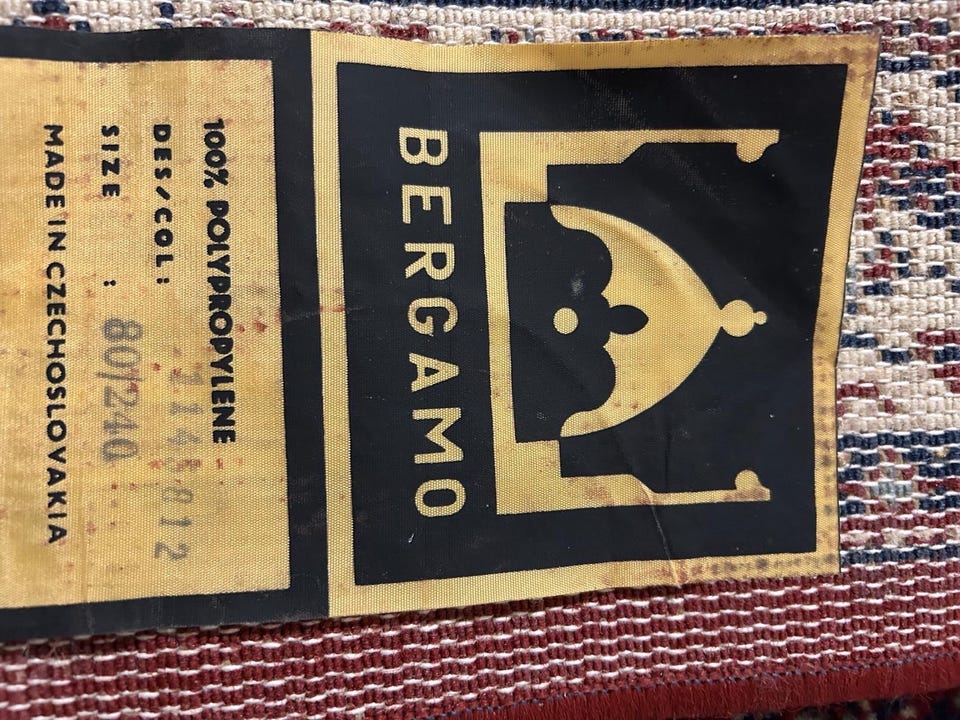 BERGAMO
100% POLYPROPYLENE
DES/COL:
SIZE : 80/240
MADE IN CZECHOSLOVAKIA